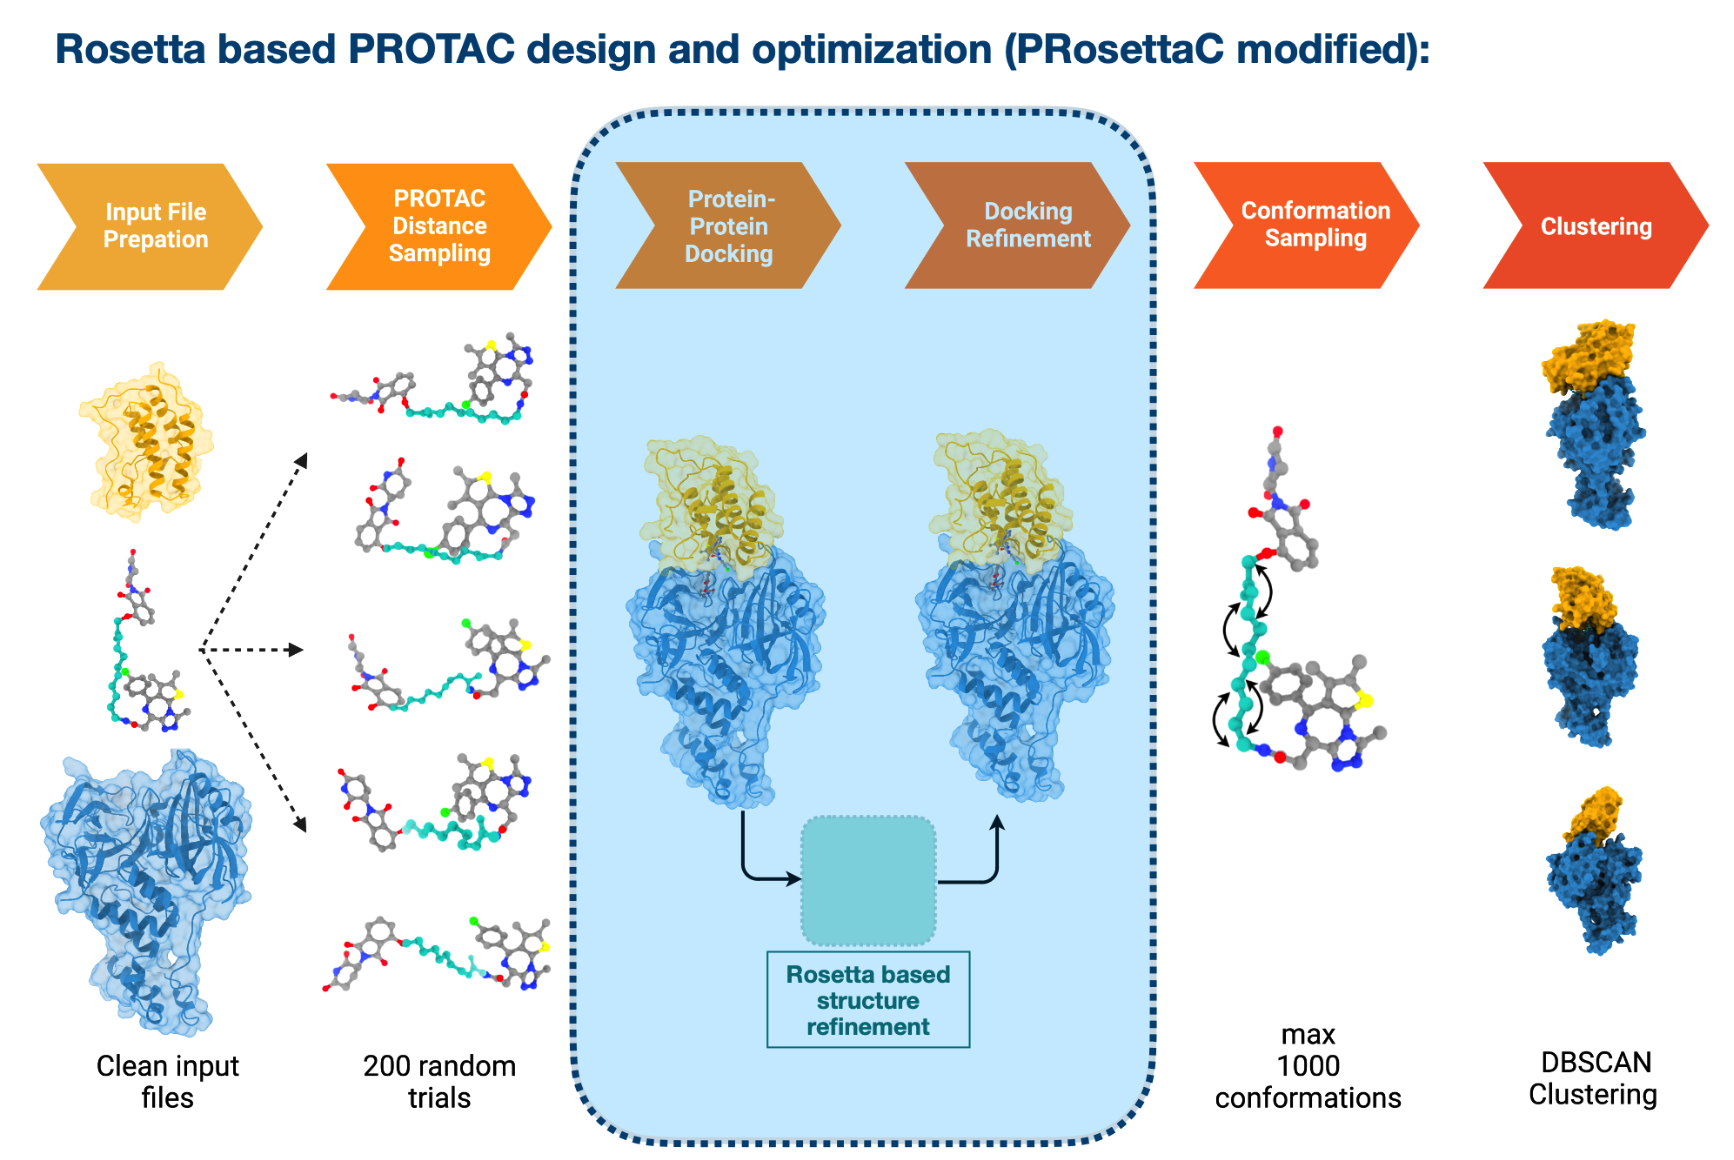 Rosetta based PROTAC design and optimization (PRosettaC modified):
Input File
Prepation
PROTAC
Distance
Sampling
Protein-
Protein
Docking
Docking
Refinement
Conformation
Sampling
Clustering
Rosetta based
structure
refinement
Clean input
files
200 random
trials
max
1000
conformations
DBSCAN
Clustering